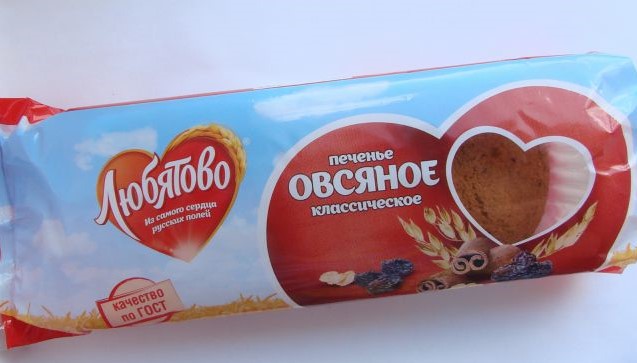 Любятово
Из самого сердца
русских полей
печенье
ОВСЯНОЕ
классическое
качество
по ГОСТ